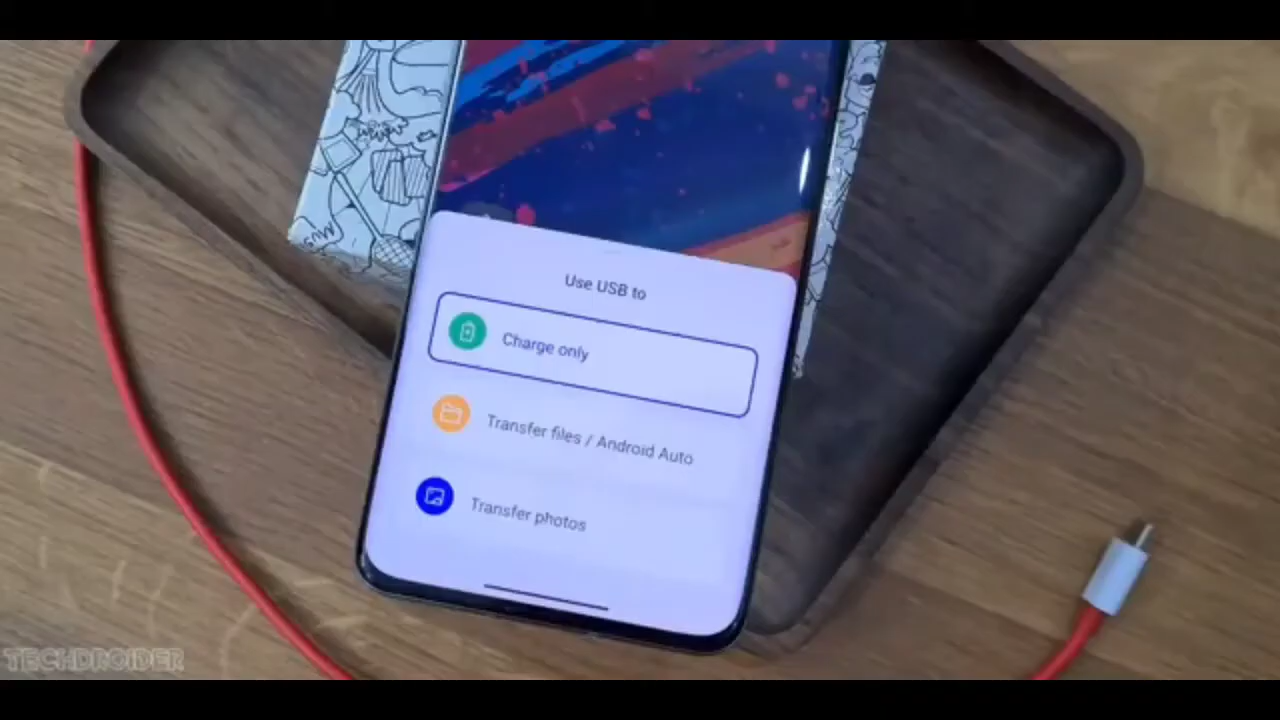 Use USB to
Charge only
Transfer files / Android Auto
Transfer photos
TECHDROIDER